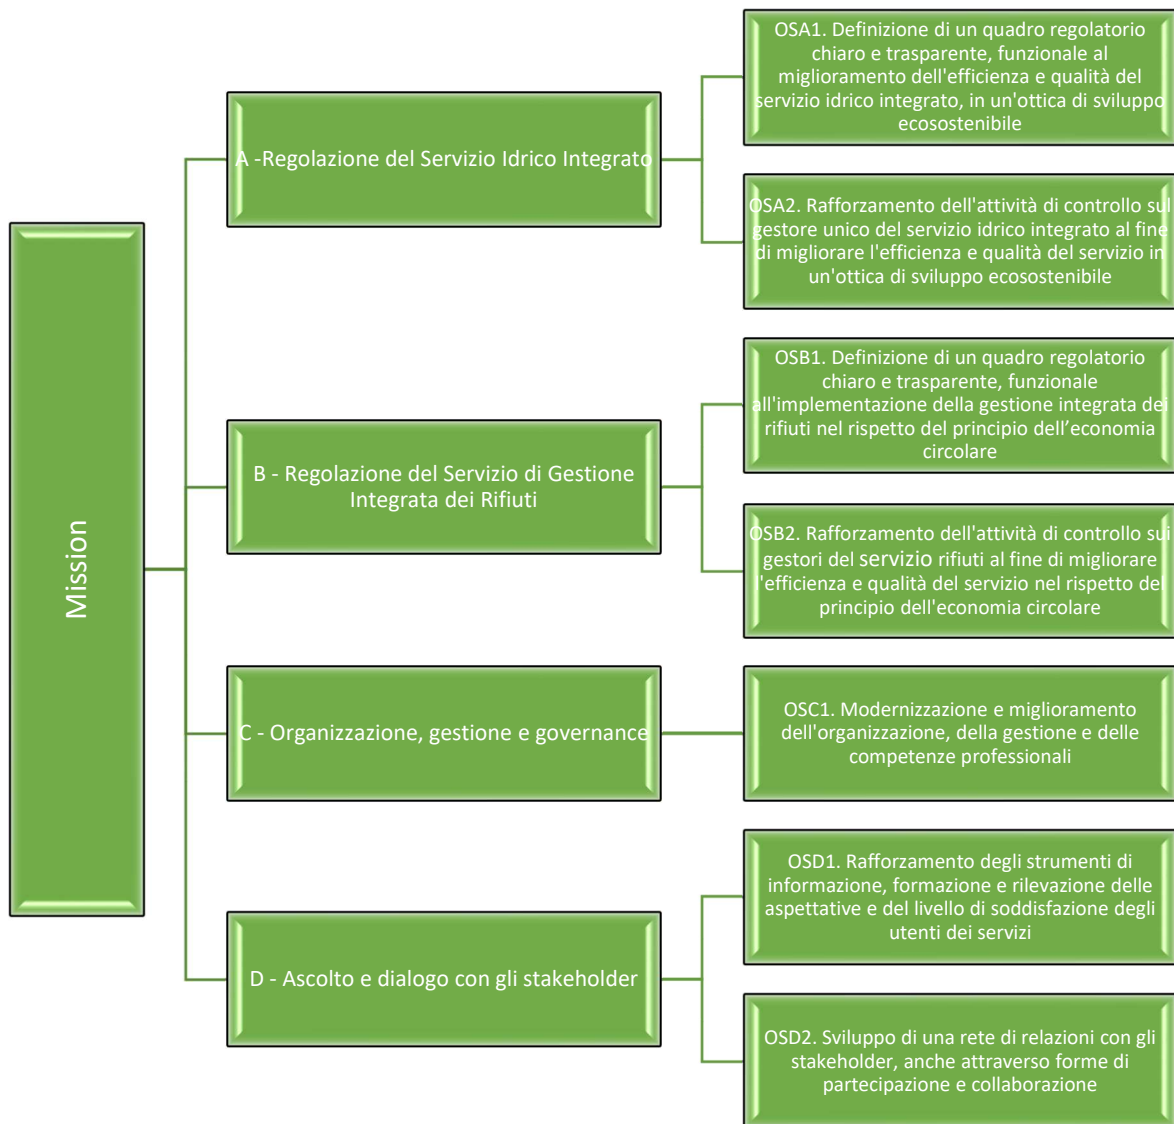 Mission
A -Regolazione del Servizio Idrico Integrato
OSA1. Definizione di un quadro regolatorio
chiaro e trasparente, funzionale al
miglioramento dell'efficienza e qualità del
servizio idrico integrato, in un'ottica di sviluppo
ecosostenibile
OSA2. Rafforzamento dell'attività di controllo sul
gestore unico del servizio idrico integrato al fine
di migliorare l'efficienza e qualità del servizio in
un'ottica di sviluppo ecosostenibile
B - Regolazione del Servizio di Gestione
Integrata dei Rifiuti
OSB1. Definizione di un quadro regolatorio
chiaro e trasparente, funzionale
all'implementazione della gestione integrata dei
rifiuti nel rispetto del principio dell’economia
circolare
OSB2. Rafforzamento dell'attività di controllo sui
gestori del servizio rifiuti al fine di migliorare
l'efficienza e qualità del servizio nel rispetto del
principio dell'economia circolare
C - Organizzazione, gestione e governance
OSC1. Modernizzazione e miglioramento
dell'organizzazione, della gestione e delle
competenze professionali
D - Ascolto e dialogo con gli stakeholder
OSD1. Rafforzamento degli strumenti di
informazione, formazione e rilevazione delle
aspettative e del livello di soddisfazione degli
utenti dei servizi
OSD2. Sviluppo di una rete di relazioni con gli
stakeholder, anche attraverso forme di
partecipazione e collaborazione